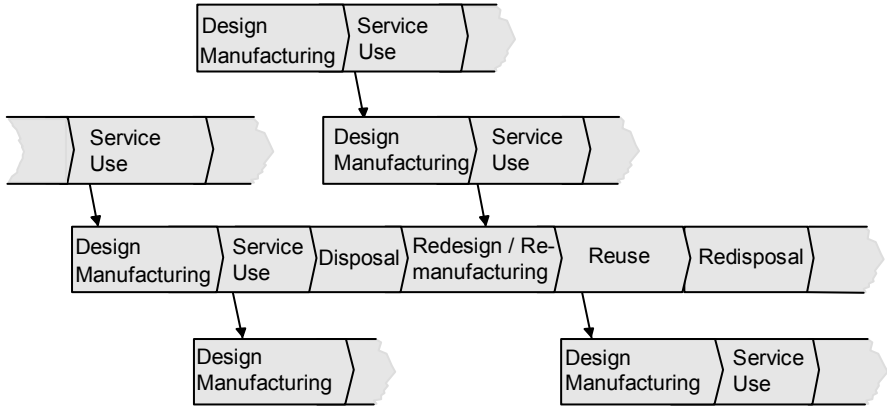 Design
Manufacturing
Service
Use
Service
Use
Design
Manufacturing
Service
Use
Design
Manufacturing
Service
Use
Disposal
Redesign / Re-
manufacturing
Reuse
Redisposal
Design
Manufacturing
Design
Manufacturing
Service
Use